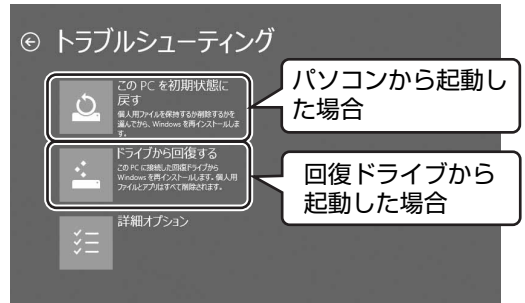 トラブルシューティング
このPCを初期状態に
戻す
個人用ファイルを保持するか削除するかを
選んでから、Windows を再インストールしま
す。
パソコンから起動し
た場合
ドライブから回復する
このPCに接続した回復ドライブから
Windows を再インストールします。個人用
ファイルとアプリはすべて削除されます。
回復ドライブから
起動した場合
詳細オプション